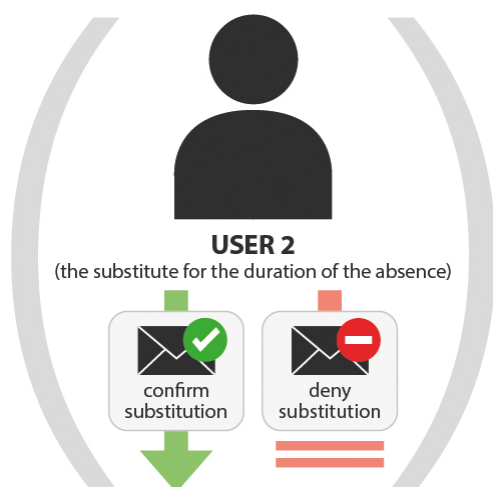 USER 2
(the substitute for the duration of the absence)
confirm
substitution
deny
substitution